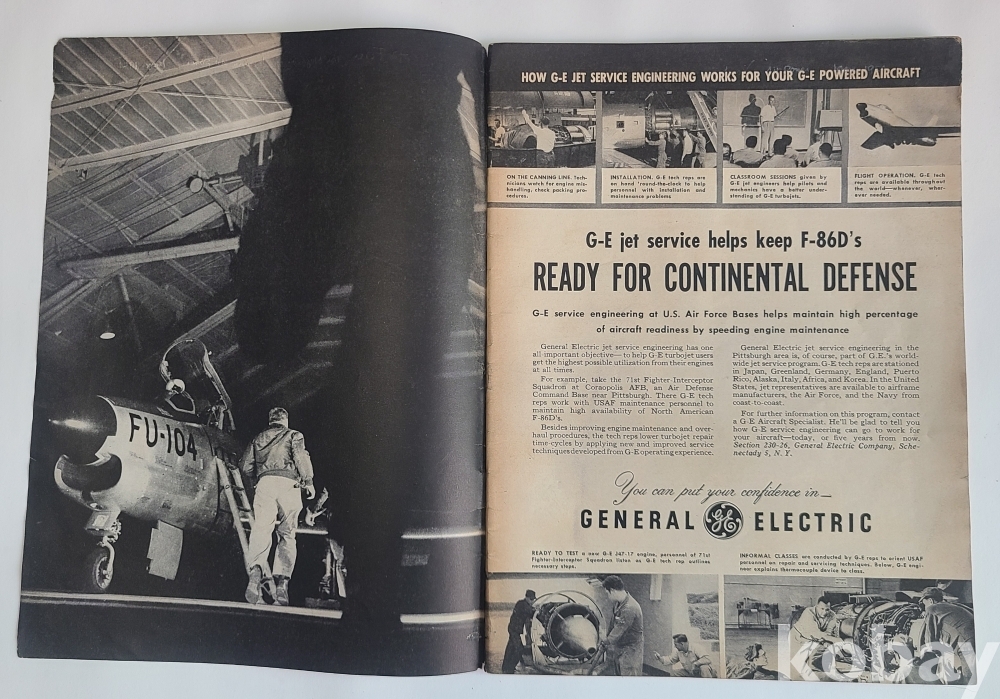 FU-104
HOW G-E JET SERVICE ENGINEERING WORKS FOR YOUR G-E POWERED AIRCRAFT
ON THE CANNING LINE. Tech-
nicians watch for engine mis-
handling, check packing pro-
cedures.
INSTALLATION. G-E tech reps are
on hand 'round-the-clock to help
personnel with installation and
maintenance problems
CLASSROOM SESSIONS given by
G-E jet engineers help pilots and
mechanics have a better under-
standing of G-E turbojets.
FLIGHT OPERATION. G-E tech
reps are available throughout
the world—whenever, wher-
ever needed.
G-E jet service helps keep F-86D's
READY FOR CONTINENTAL DEFENSE
G-E service engineering at U.S. Air Force Bases helps maintain high percentage
of aircraft readiness by speeding engine maintenance
General Electric jet service engineering has one
all-important objective—to help G-E turbojet users
get the highest possible utilization from their engines
at all times.
For example, take the 71st Fighter-Interceptor
Squadron at Coraopolis AFB, an Air Defense
Command Base near Pittsburgh. There G-E tech
reps work with USAF maintenance personnel to
maintain high availability of North American
F-86D's.
Besides improving engine maintenance and over-
haul procedures, the tech reps lower turbojet repair
time-cycles by applying new and improved service
techniques developed from G-E operating experience.
General Electric jet service engineering in the
Pittsburgh area is, of course, part of G.E.'s world-
wide jet service program. G-E tech reps are stationed
in Japan, Greenland, Germany, England, Puerto
Rico, Alaska, Italy, Africa, and Korea. In the United
States, jet representatives are available to airframe
manufacturers, the Air Force, and the Navy from
coast-to-coast.
For further information on this program, contact
a G-E Aircraft Specialist. He'll be glad to tell you
how G-E service engineering can go to work for
your aircraft—today, or five years from now.
Section 230-26, General Electric Company, Sche-
nectady 5, N. Y.
You can put your confidence in—
GENERAL GE ELECTRIC
READY TO TEST a new G-E J47-17 engine, personnel of 71st
Fighter-Interceptor Squadron listen as G-E tech rep outlines
necessary steps.
INFORMAL CLASSES are conducted by G-E reps to orient USAF
personnel on repair and servicing techniques. Below, G-E engi-
neer explains thermocouple device to class.
kobay